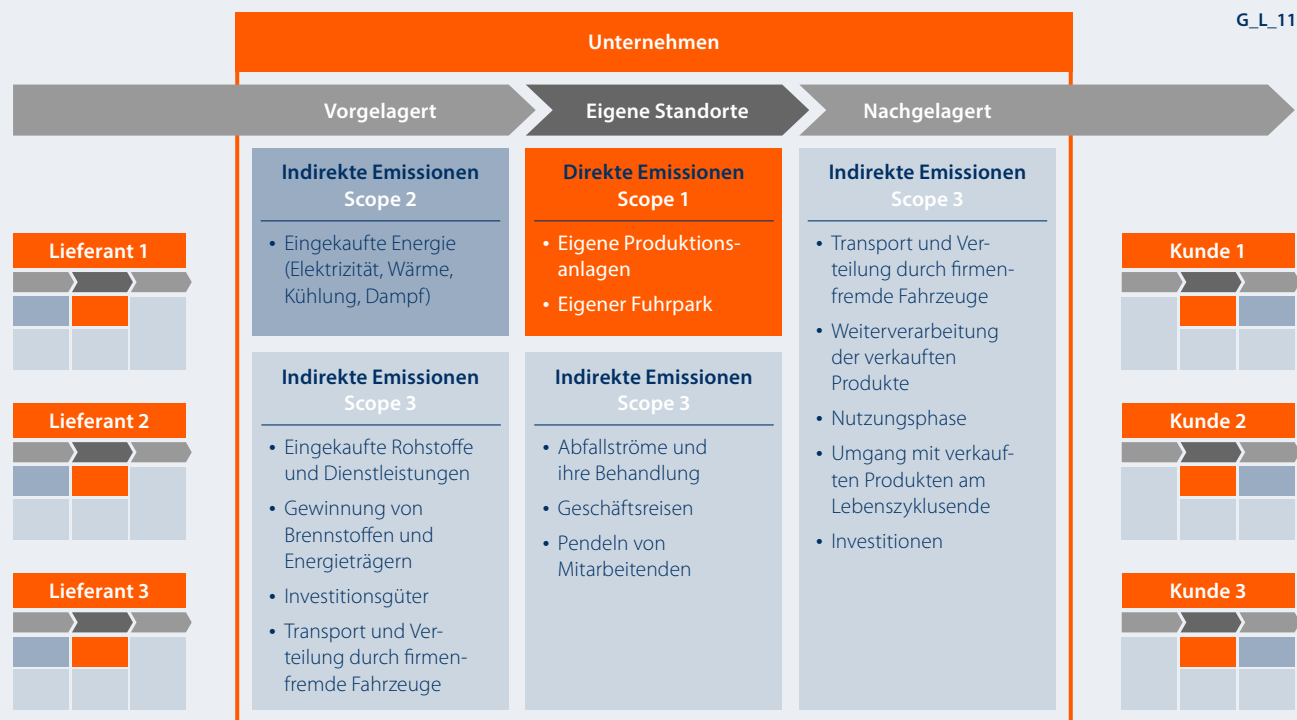 G_L_11
Unternehmen
Vorgelagert
Eigene Standorte
Nachgelagert
Lieferant 1
Lieferant 2
Lieferant 3
Indirekte Emissionen
Scope 2
• Eingekaufte Energie
(Elektrizität, Wärme,
Kühlung, Dampf)
Indirekte Emissionen
Scope 3
• Eingekaufte Rohstoffe
und Dienstleistungen
• Gewinnung von
Brennstoffen und
Energieträgern
• Investitionsgüter
• Transport und Ver-
teilung durch firmen-
fremde Fahrzeuge
Direkte Emissionen
Scope 1
• Eigene Produktions-
anlagen
• Eigener Fuhrpark
Indirekte Emissionen
Scope 3
• Abfallströme und
ihre Behandlung
• Geschäftsreisen
• Pendeln von
Mitarbeitenden
Indirekte Emissionen
Scope 3
• Transport und Ver-
teilung durch firmen-
fremde Fahrzeuge
• Weiterverarbeitung
der verkauften
Produkte
• Nutzungsphase
• Umgang mit verkauf-
ten Produkten am
Lebenszyklusende
• Investitionen
Kunde 1
Kunde 2
Kunde 3